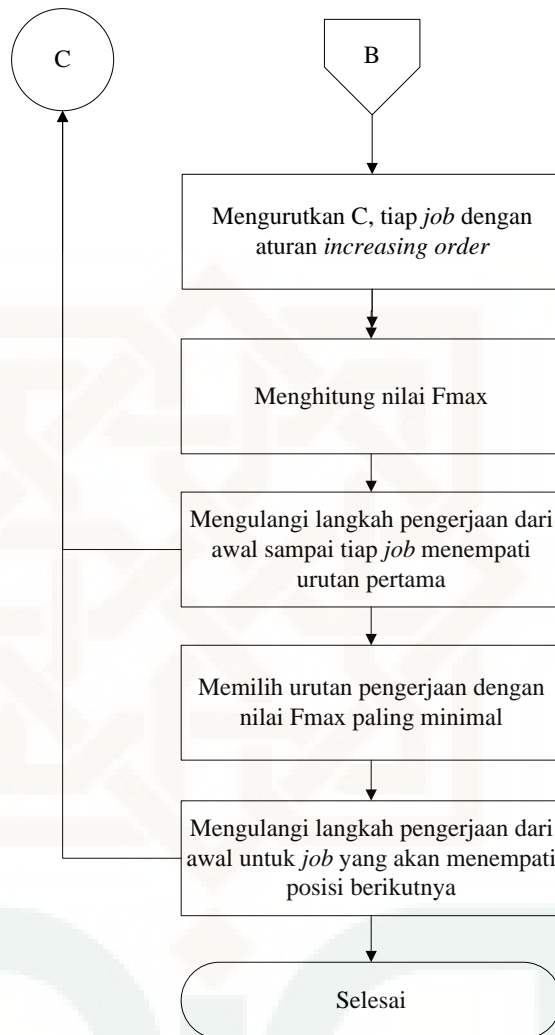 C
B
Mengurutkan C, tiap job dengan
aturan increasing order
Menghitung nilai Fmax
Mengulangi langkah pengerjaan dari
awal sampai tiap job menempati
urutan pertama
Memilih urutan pengerjaan dengan
nilai Fmax paling minimal
Mengulangi langkah pengerjaan dari
awal untuk job yang akan menempati
posisi berikutnya
Selesai